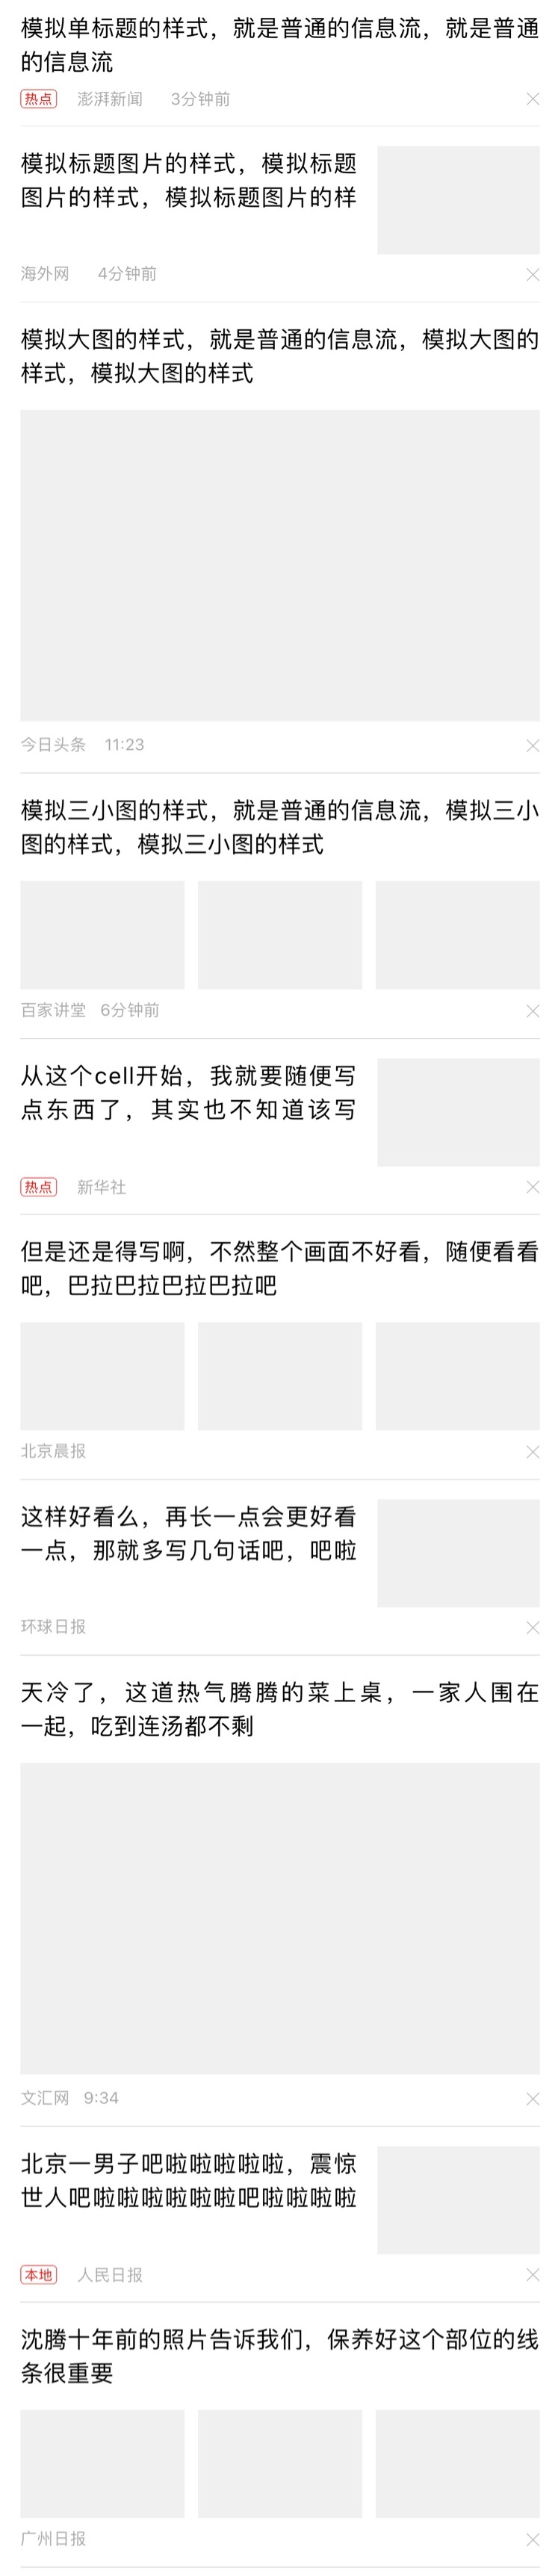 模拟单标题的样式，就是普通的信息流，就是普通
的信息流
热点 澎湃新闻 3分钟前
模拟标题图片的样式，模拟标题
图片的样式，模拟标题图片的样
海外网 4分钟前
模拟大图的样式，就是普通的信息流，模拟大图的
样式，模拟大图的样式
今日头条 11:23
模拟三小图的样式，就是普通的信息流，模拟三小
图的样式，模拟三小图的样式
百家讲堂 6分钟前
从这个cell开始，我就要随便写
点东西了，其实也不知道该写
热点 新华社
但是还是得写啊，不然整个画面不好看，随便看看
吧，巴拉巴拉巴拉巴拉吧
北京晨报
这样好看么，再长一点会更好看
一点，那就多写几句话吧，吧啦
环球日报
天冷了，这道热气腾腾的菜上桌，一家人围在
一起，吃到连汤都不剩
文汇网 9:34
北京一男子吧啦啦啦啦啦，震惊
世人吧啦啦啦啦啦啦吧啦啦啦啦
本地 人民日报
沈腾十年前的照片告诉我们，保养好这个部位的线
条很重要
广州日报